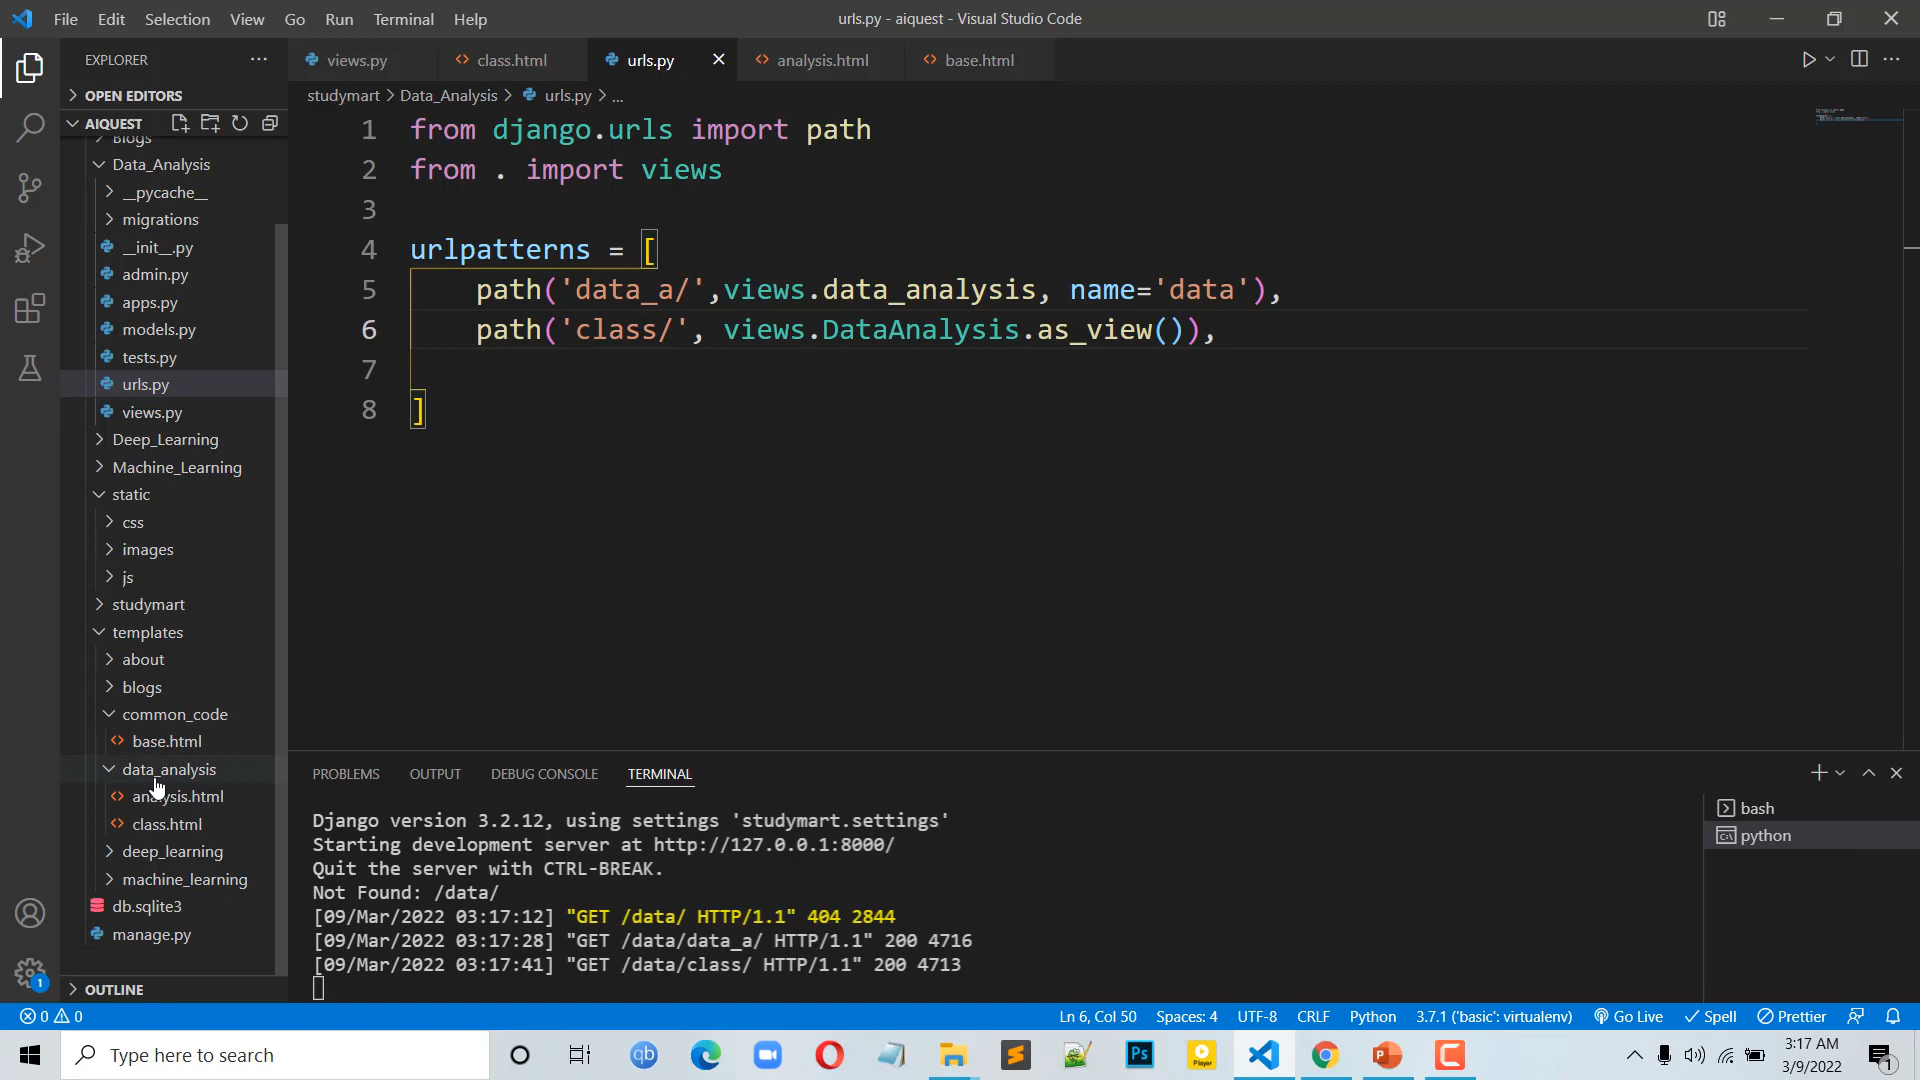 File Edit Selection View Go Run Terminal Help
urls.py - aiquest - Visual Studio Code
EXPLORER
views.py
class.html
urls.py
analysis.html
base.html
OPEN EDITORS
studymart > Data_Analysis > urls.py > ...
AIQUEST
Blogs
Data_Analysis
__pycache__
migrations
__init__.py
admin.py
apps.py
models.py
tests.py
urls.py
views.py
Deep_Learning
Machine_Learning
static
css
images
js
studymart
templates
about
blogs
common_code
base.html
data_analysis
analysis.html
class.html
deep_learning
machine_learning
db.sqlite3
manage.py
OUTLINE
1 from django.urls import path
2 from . import views
3
4 urlpatterns = [
5 path('data_a/',views.data_analysis, name='data'),
6 path('class/', views.DataAnalysis.as_view()),
7
8 ]
PROBLEMS OUTPUT DEBUG CONSOLE TERMINAL
Django version 3.2.12, using settings 'studymart.settings'
Starting development server at http://127.0.0.1:8000/
Quit the server with CTRL-BREAK.
Not Found: /data/
[09/Mar/2022 03:17:12] "GET /data/ HTTP/1.1" 404 2844
[09/Mar/2022 03:17:28] "GET /data/data_a/ HTTP/1.1" 200 4716
[09/Mar/2022 03:17:41] "GET /data/class/ HTTP/1.1" 200 4713
bash
python
1
0 0
Ln 6, Col 50 Spaces: 4 UTF-8 CRLF Python 3.7.1 ('basic': virtualenv) Go Live Spell Prettier
Type here to search
qb
Ps
Player
P
C
3:17 AM
3/9/2022
1